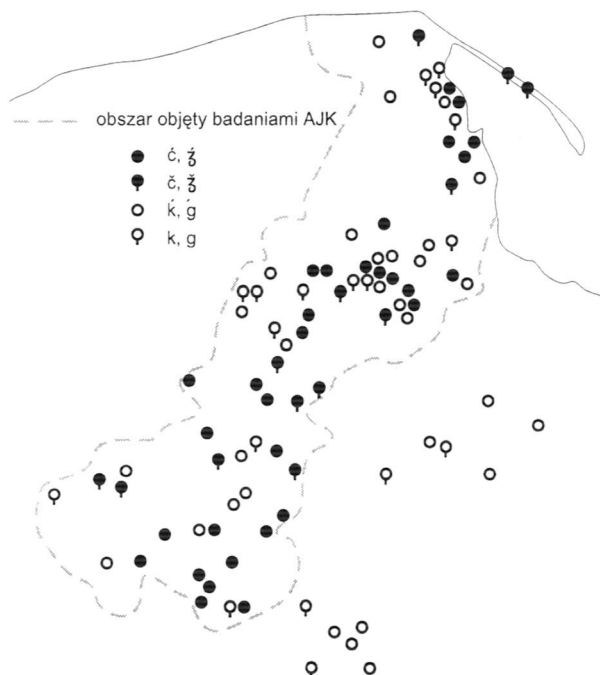 obszar objęty badaniami AJK
ć, ʒ́
č, ǯ
ḱ, ǵ
k, g